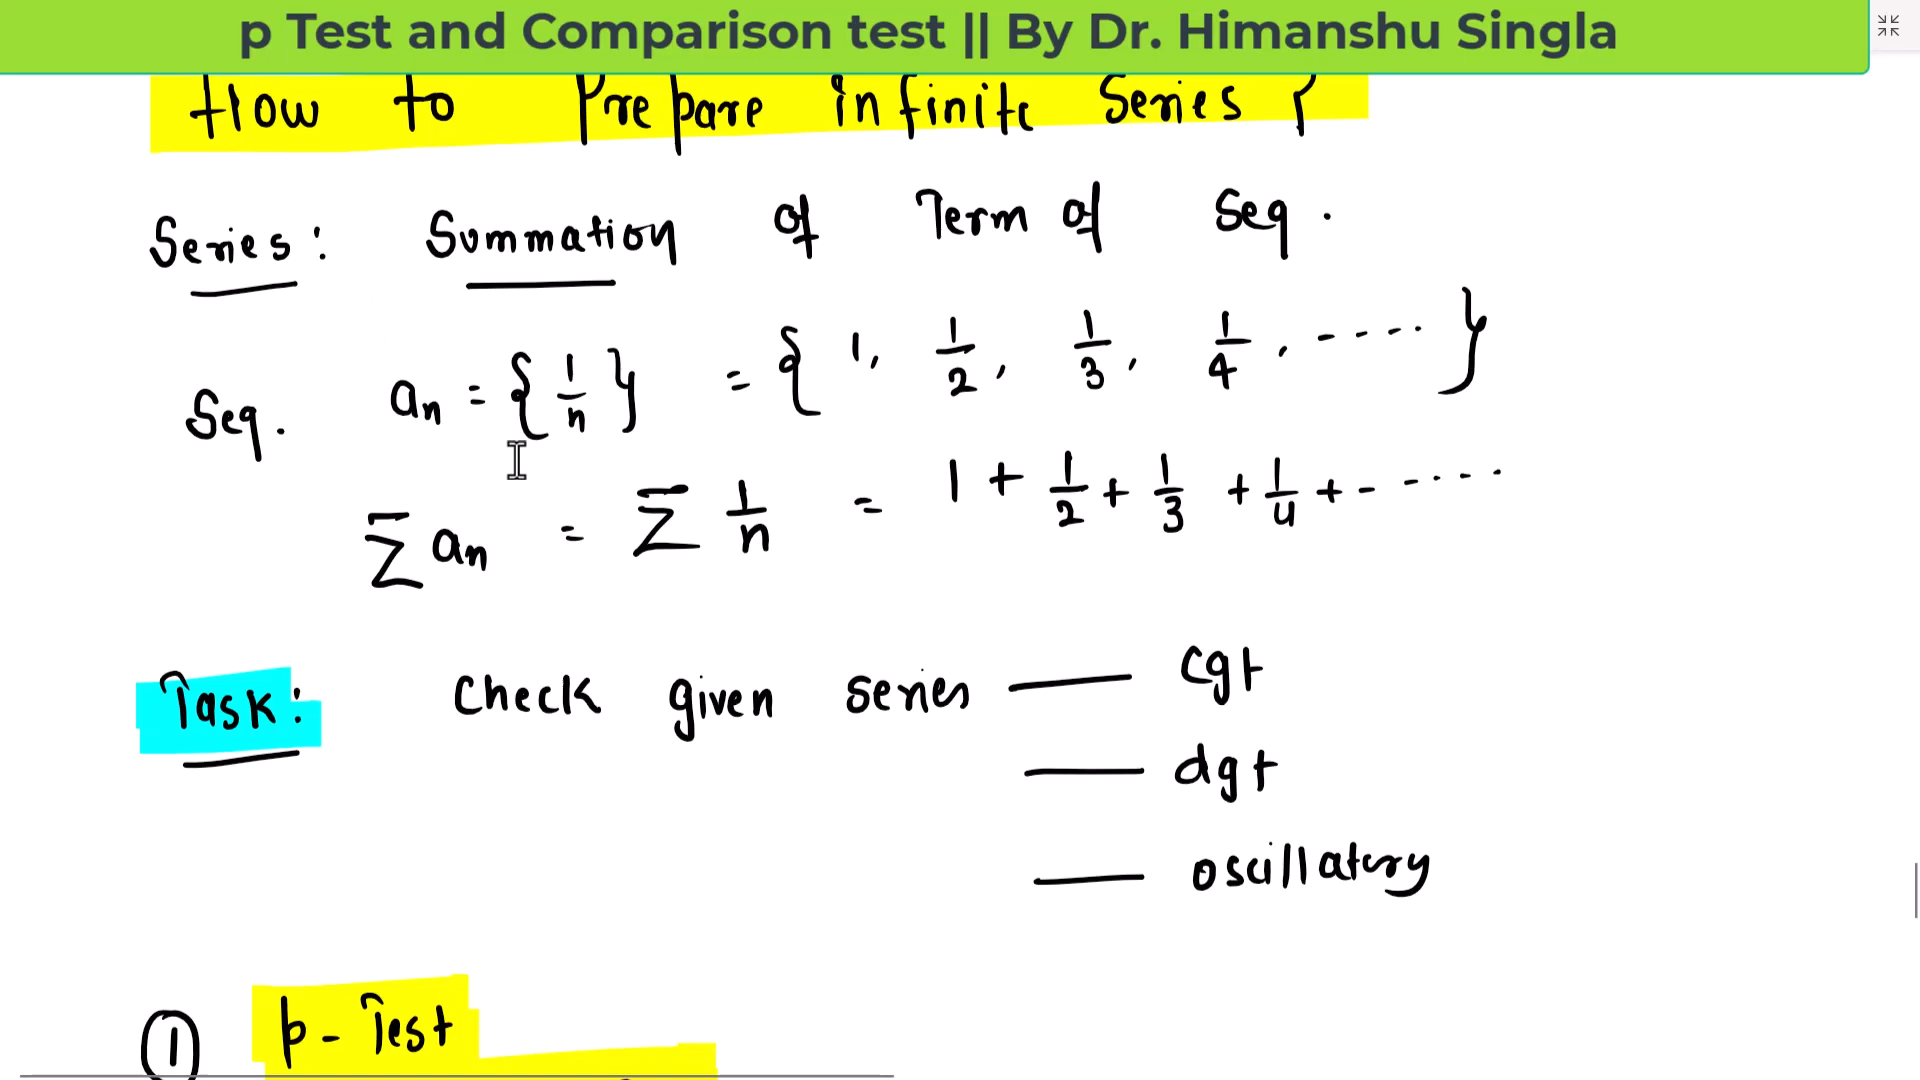 p Test and Comparison test || By Dr. Himanshu Singla
How to Prepare infinite Series ?
Series : Summation of Term of Seq .
Seq . an = { 1/n } = { 1, 1/2 , 1/3 , 1/4 , ---- }
∑ an = ∑ 1/n = 1 + 1/2 + 1/3 + 1/4 + ------
Task : Check given series — cgt
— dgt
— oscillatory
① p - Test